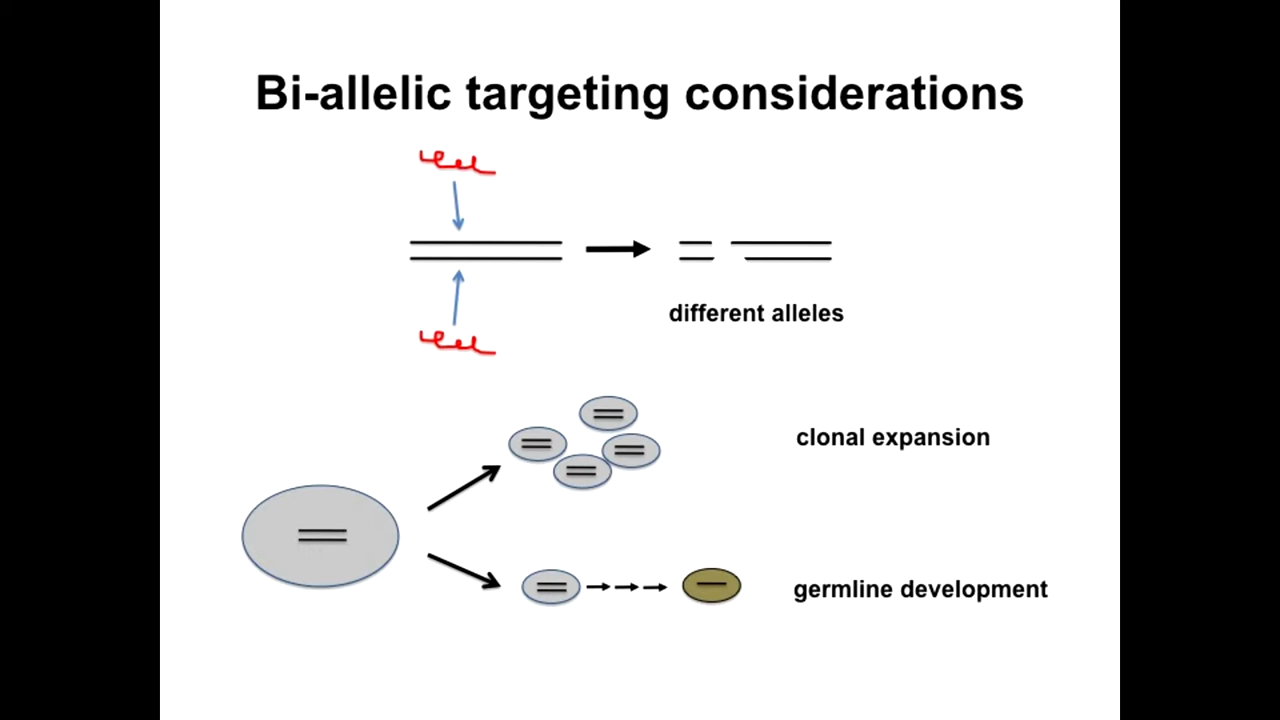 Bi-allelic targeting considerations
different alleles
clonal expansion
germline development